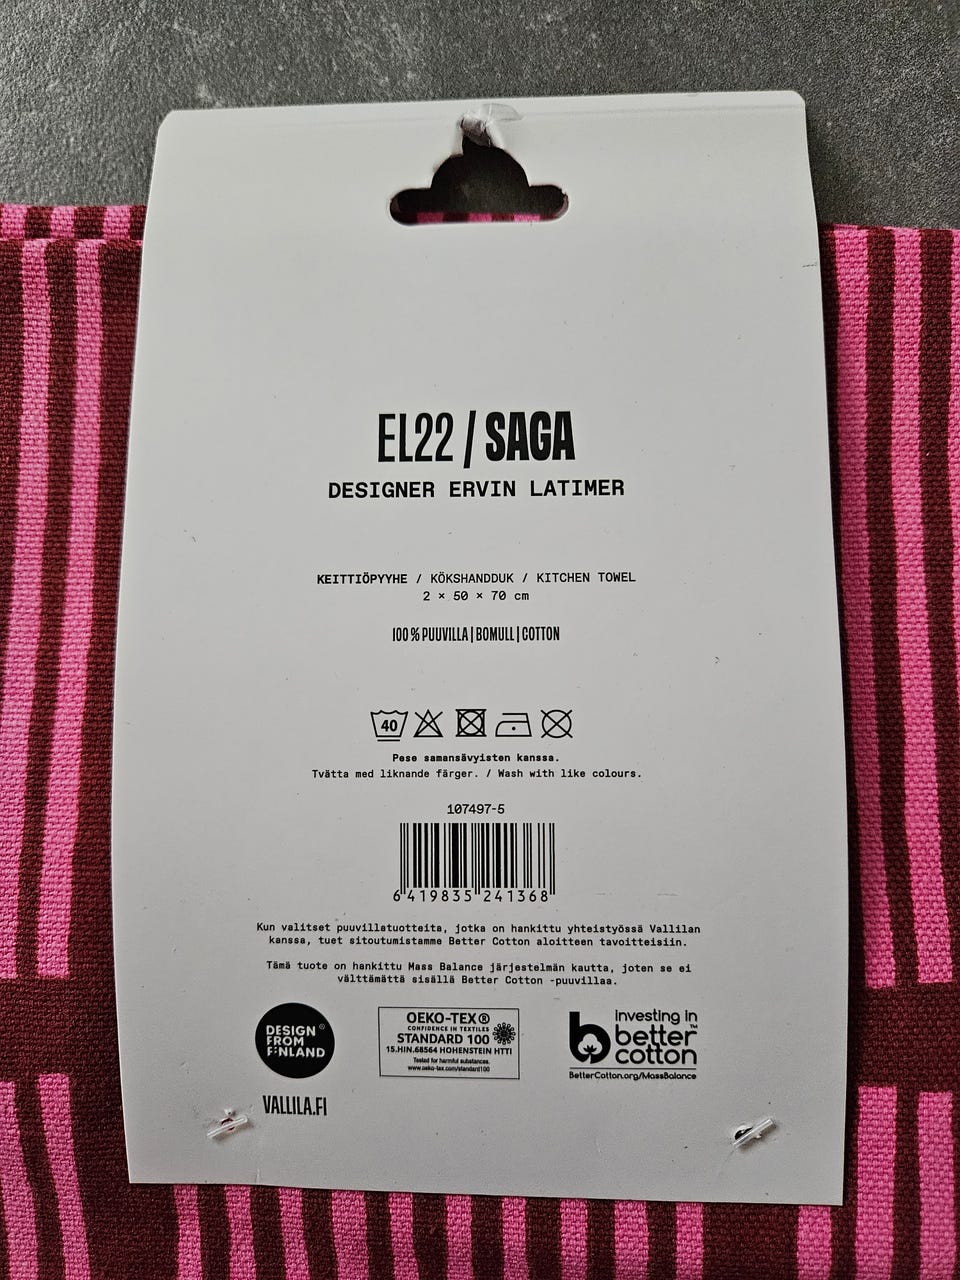 EL22 / SAGA
DESIGNER ERVIN LATIMER
KEITTIÖPYYHE / KÖKSHANDDUK / KITCHEN TOWEL
2 × 50 × 70 cm
100 % PUUVILLA | BOMULL | COTTON
40
Pese samansävyisten kanssa.
Tvätta med liknande färger. / Wash with like colours.
107497-5
6 419835 241368
Kun valitset puuvillatuotteita, jotka on hankittu yhteistyössä Vallilan
kanssa, tuet sitoutumistamme Better Cotton aloitteen tavoitteisiin.
Tämä tuote on hankittu Mass Balance järjestelmän kautta, joten se ei
välttämättä sisällä Better Cotton -puuvillaa.
DESIGN®
FROM
FINLAND
OEKO-TEX®
CONFIDENCE IN TEXTILES
STANDARD 100
15.HIN.68564 HOHENSTEIN HTTI
Tested for harmful substances.
www.oeko-tex.com/standard100
investing in
better™
cotton
BetterCotton.org/MassBalance
VALLILA.FI